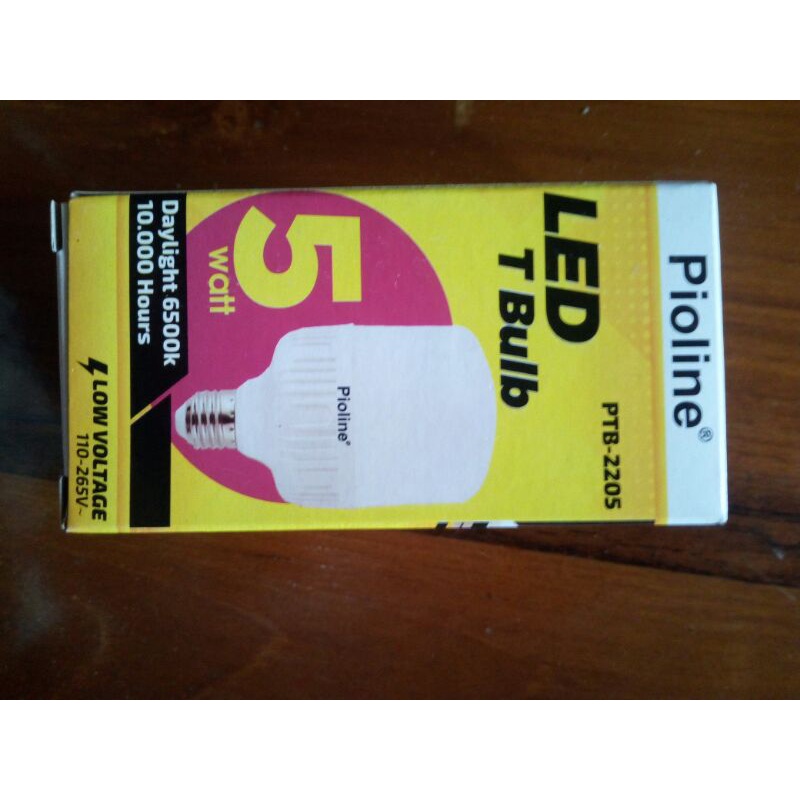 Pioline®
PTB-2205
LED
T Bulb
5
watt
Pioline®
Daylight 6500k
10.000 Hours
LOW VOLTAGE
110-265V~